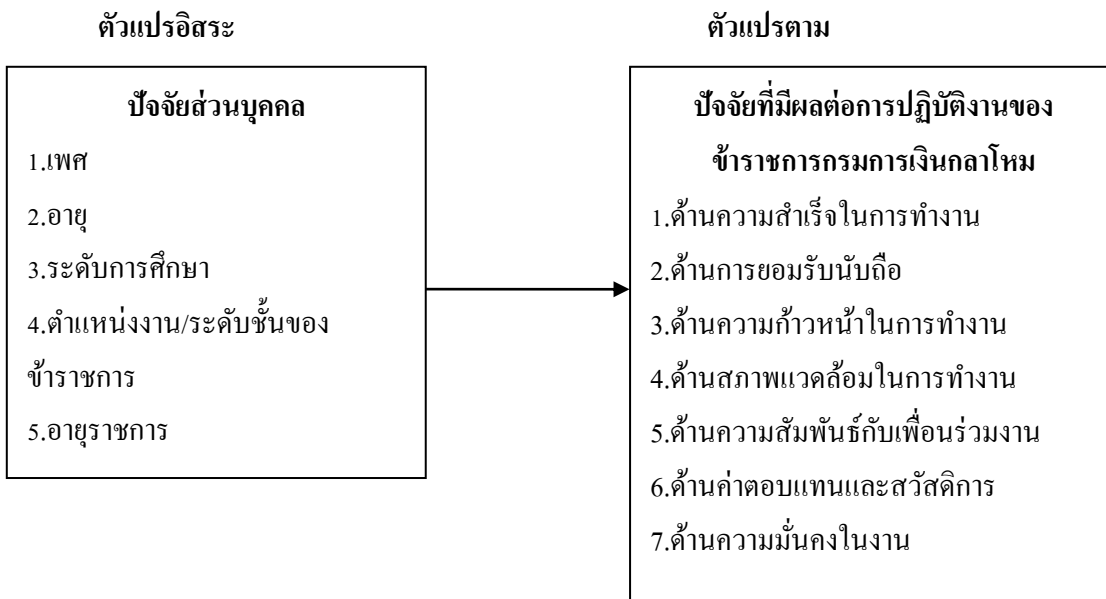 ตัวแปรอิสระ
ปัจจัยส่วนบุคคล
1.เพศ
2.อายุ
3.ระดับการศึกษา
4.ตำแหน่งงาน/ระดับชั้นของ
ข้าราชการ
5.อายุราชการ
ตัวแปรตาม
ปัจจัยที่มีผลต่อการปฏิบัติงานของ
ข้าราชการกรมการเงินกลาโหม
1.ด้านความสำเร็จในการทำงาน
2.ด้านการยอมรับนับถือ
3.ด้านความก้าวหน้าในการทำงาน
4.ด้านสภาพแวดล้อมในการทำงาน
5.ด้านความสัมพันธ์กับเพื่อนร่วมงาน
6.ด้านค่าตอบแทนและสวัสดิการ
7.ด้านความมั่นคงในงาน